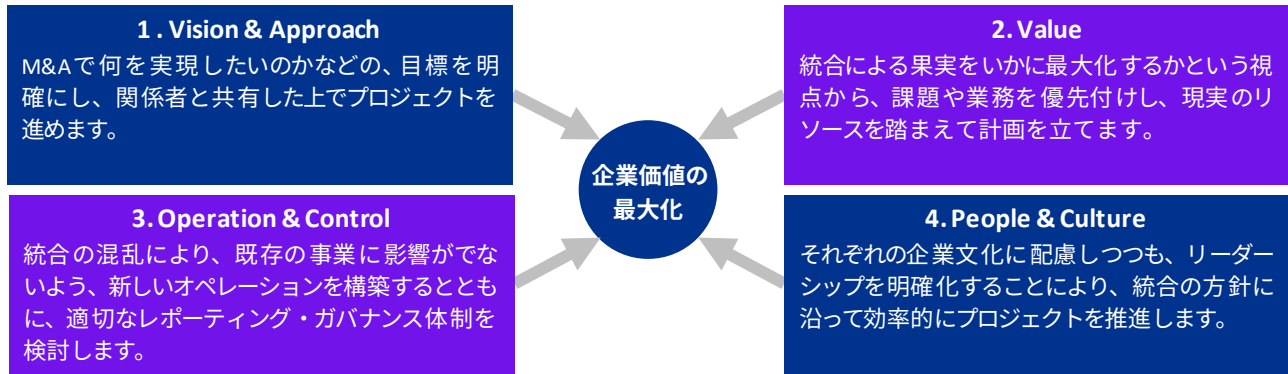 1. Vision & Approach
M&Aで何を実現したいのかなどの、目標を明
確にし、関係者と共有した上でプロジェクトを
進めます。
2. Value
統合による果実をいかに最大化するかという視
点から、課題や業務を優先付けし、現実のリ
ソースを踏まえて計画を立てます。
企業価値の
最大化
3. Operation & Control
統合の混乱により、既存の事業に影響がでな
いよう、新しいオペレーションを構築するととも
に、適切なレポーティング・ガバナンス体制を
検討します。
4. People & Culture
それぞれの企業文化に配慮しつつも、リーダー
シップを明確化することにより、統合の方針に
沿って効率的にプロジェクトを推進します。